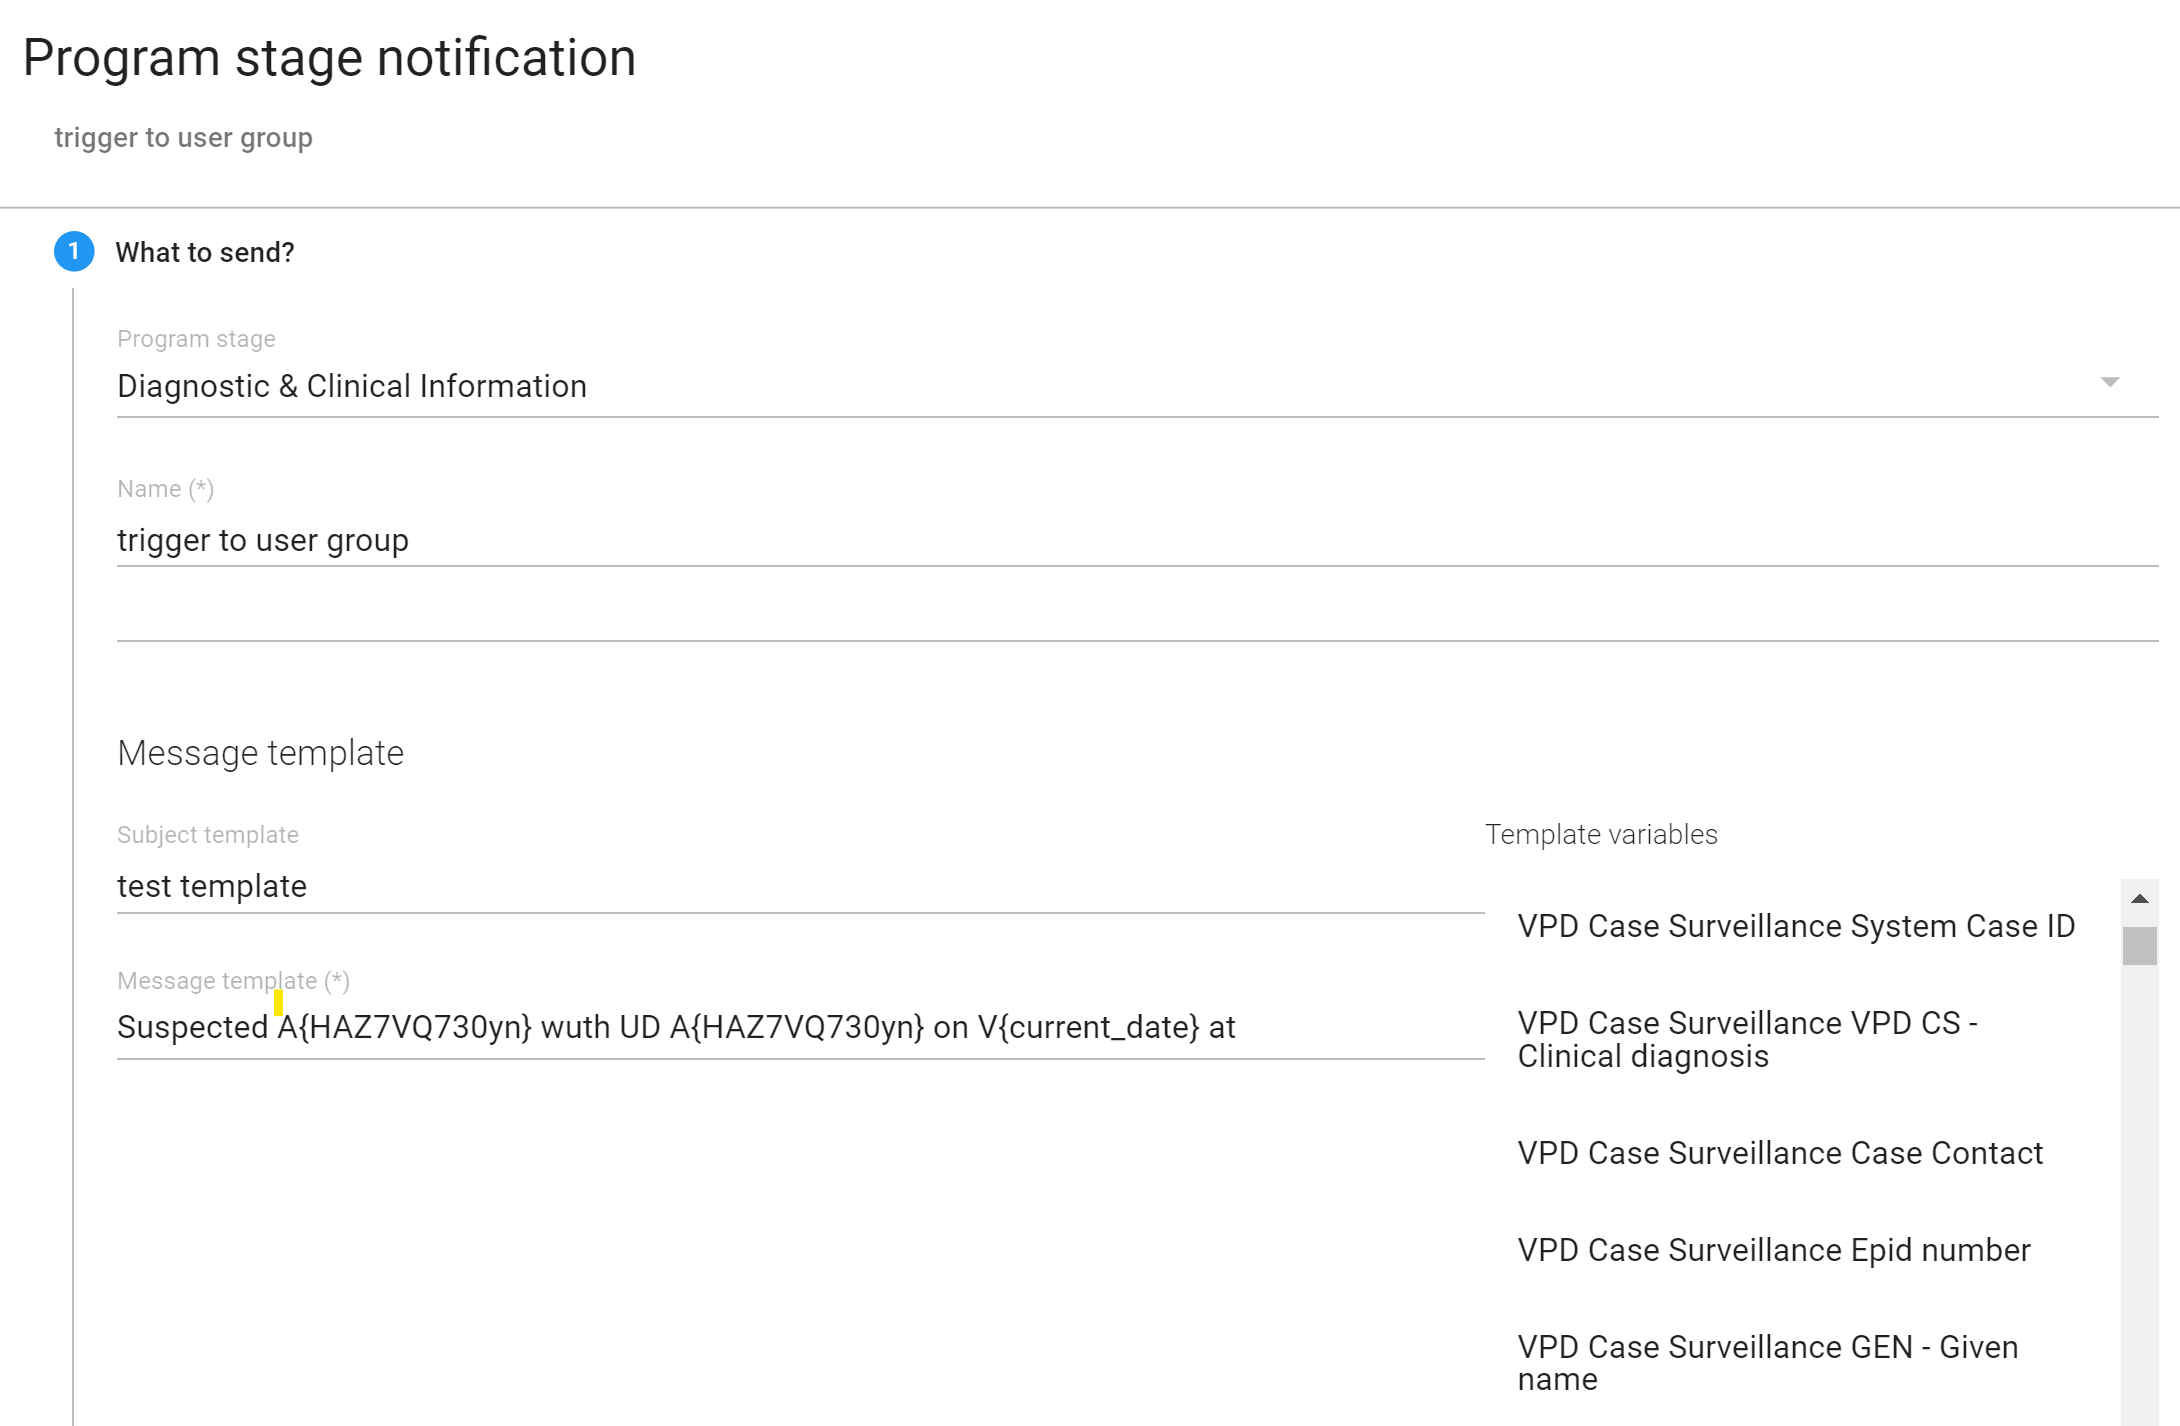 Program stage notification
trigger to user group
1 What to send?
Program stage
Diagnostic & Clinical Information
Name (*)
trigger to user group
Message template
Subject template
test template
Message template (*)
Suspected A{HAZ7VQ730yn} wuth UD A{HAZ7VQ730yn} on V{current_date} at
Template variables
VPD Case Surveillance System Case ID
VPD Case Surveillance VPD CS -
Clinical diagnosis
VPD Case Surveillance Case Contact
VPD Case Surveillance Epid number
VPD Case Surveillance GEN - Given
name